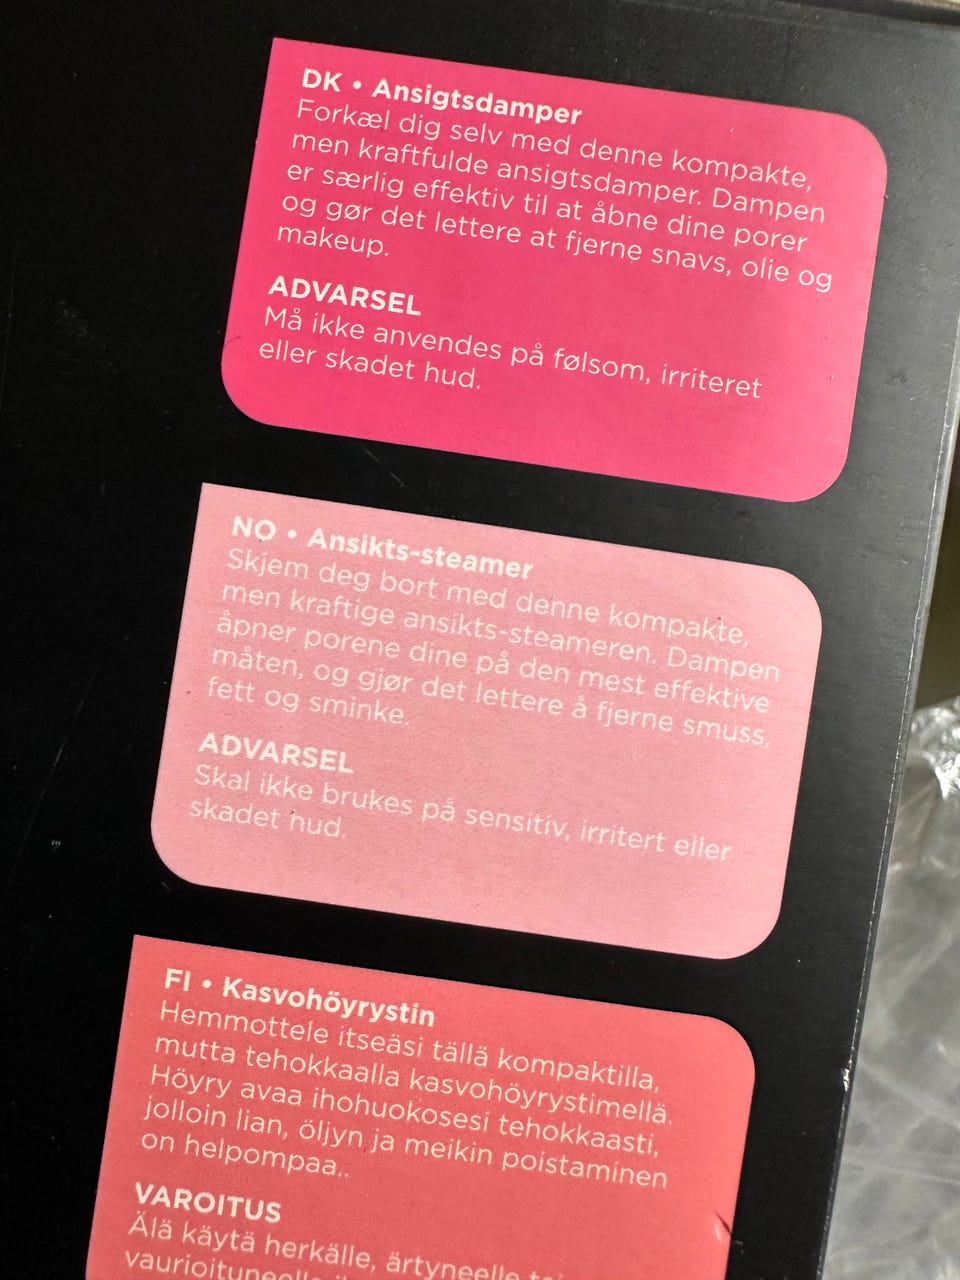 DK • Ansigtsdamper
Forkæl dig selv med denne kompakte,
men kraftfulde ansigtsdamper. Dampen
er særlig effektiv til at åbne dine porer
og gør det lettere at fjerne snavs, olie og
makeup.
ADVARSEL
Må ikke anvendes på følsom, irriteret
eller skadet hud.
NO • Ansikts-steamer
Skjem deg bort med denne kompakte,
men kraftige ansikts-steameren. Dampen
åpner porene dine på den mest effektive
måten, og gjør det lettere å fjerne smuss,
fett og sminke.
ADVARSEL
Skal ikke brukes på sensitiv, irritert eller
skadet hud.
FI • Kasvohöyrystin
Hemmottele itseäsi tällä kompaktilla,
mutta tehokkaalla kasvohöyrystimellä.
Höyry avaa ihohuokosesi tehokkaasti,
jolloin lian, öljyn ja meikin poistaminen
on helpompaa..
VAROITUS
Älä käytä herkälle, ärtyneelle tai
vaurioituneelle